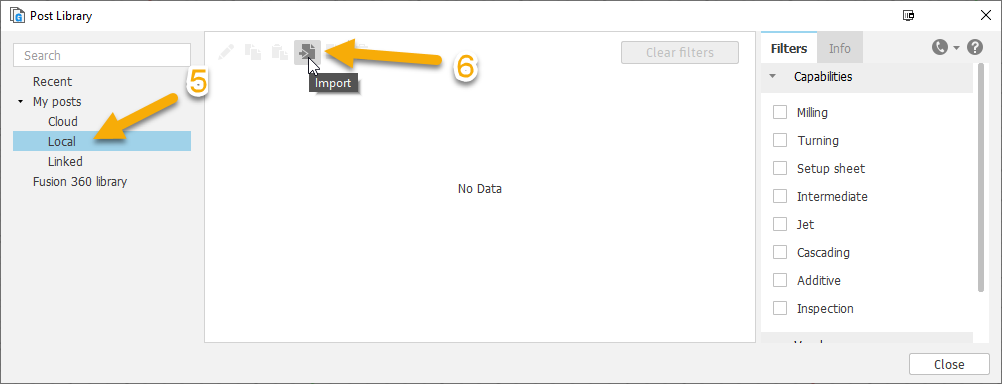 Post Library
Search
Recent
My posts
Cloud
Local
Linked
Fusion 360 library
5
6
Import
Clear filters
No Data
Filters
Info
Capabilities
Milling
Turning
Setup sheet
Intermediate
Jet
Cascading
Additive
Inspection
Close